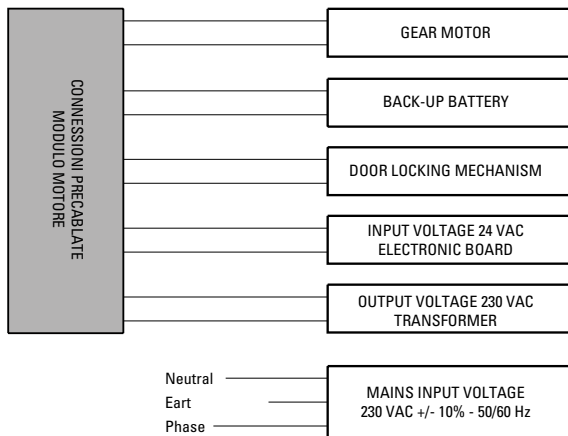 CONNESSIONI PRECABLATE
MODULO MOTORE
GEAR MOTOR
BACK-UP BATTERY
DOOR LOCKING MECHANISM
INPUT VOLTAGE 24 VAC
ELECTRONIC BOARD
OUTPUT VOLTAGE 230 VAC
TRANSFORMER
Neutral
Eart
Phase
MAINS INPUT VOLTAGE
230 VAC +/- 10% - 50/60 Hz